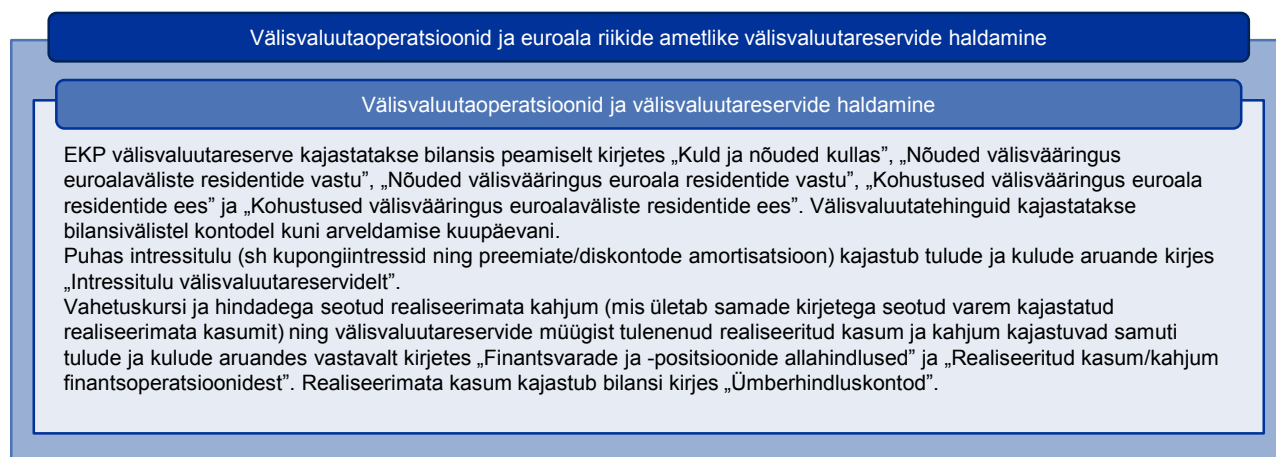 Välisvaluutaoperatsioonid ja euroala riikide ametlike välisvaluutareservide haldamine
Välisvaluutaoperatsioonid ja välisvaluutareservide haldamine
EKP välisvaluutareserve kajastatakse bilansis peamiselt kirjetes „Kuld ja nõuded kullas”, „Nõuded välisvääringus
euroalaväliste residentide vastu”, „Nõuded välisvääringus euroala residentide vastu”, „Kohustused välisvääringus euroala
residentide ees” ja „Kohustused välisvääringus euroalaväliste residentide ees”. Välisvaluutatehinguid kajastatakse
bilansivälistel kontodel kuni arveldamise kuupäevani.
Puhas intressitulu (sh kupongiintressid ning preemiate/diskontode amortisatsioon) kajastub tulude ja kulude aruande kirjes
„Intressitulu välisvaluutareservidelt”.
Vahetuskursi ja hindadega seotud realiseerimata kahjum (mis ületab samade kirjetega seotud varem kajastatud
realiseerimata kasumit) ning välisvaluutareservide müügist tulenenud realiseeritud kasum ja kahjum kajastuvad samuti
tulude ja kulude aruandes vastavalt kirjetes „Finantsvarade ja -positsioonide allahindlused” ja „Realiseeritud kasum/kahjum
finantsoperatsioonidest”. Realiseerimata kasum kajastub bilansi kirjes „Ümberhindluskontod”.